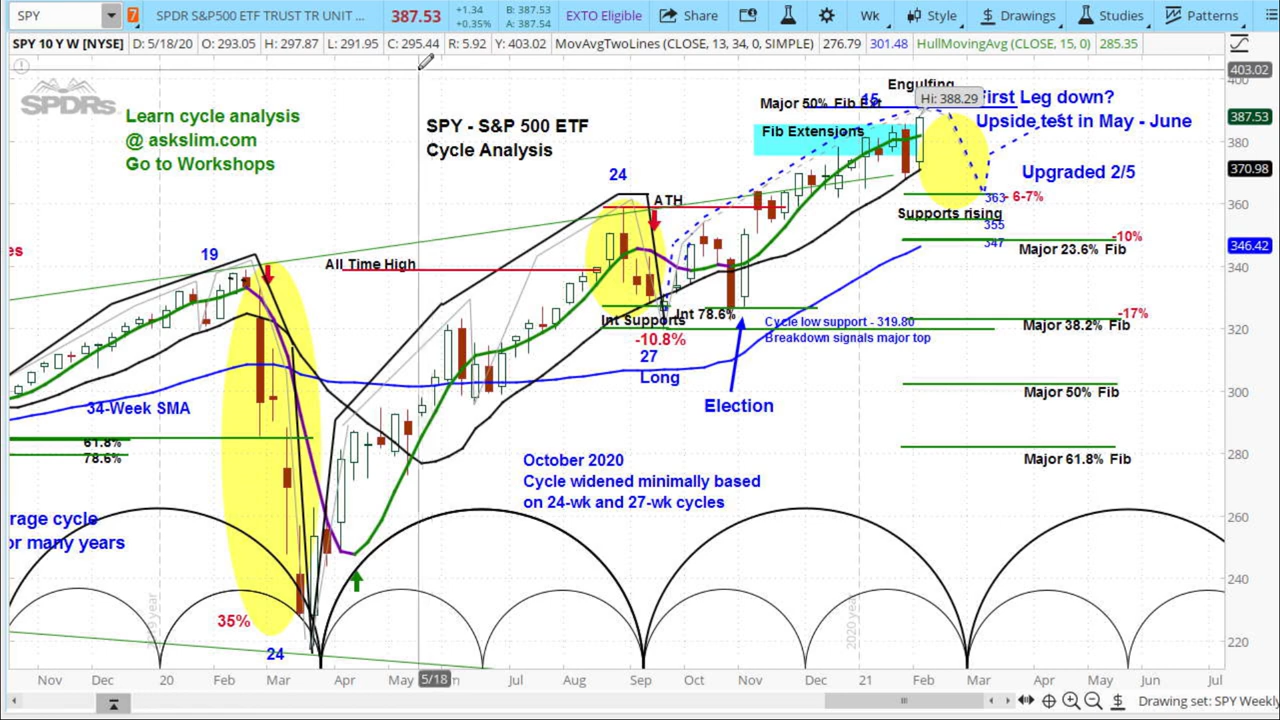 SPY
7
SPDR S&P500 ETF TRUST TR UNIT ...
387.53
+1.34
+0.35%
B: 387.53
A: 387.54
EXTO Eligible
Share
Wk
Style
Drawings
Studies
Patterns
SPY 10 Y W [NYSE]
D: 5/18/20
O: 293.05
H: 297.87
L: 291.95
C: 295.44
R: 5.92
Y: 403.02
MovAvgTwoLines (CLOSE, 13, 34, 0, SIMPLE)
276.79
301.48
HullMovingAvg (CLOSE, 15, 0)
285.35
SPDRs
Learn cycle analysis
@ askslim.com
Go to Workshops
SPY - S&P 500 ETF
Cycle Analysis
Engulfing
Major 50% Fib Ext
15
Hi: 388.29
First Leg down?
Upside test in May - June
Fib Extensions
Upgraded 2/5
24
ATH
363
- 6-7%
Supports rising
355
347
-10%
Major 23.6% Fib
19
All Time High
es
Int Supports
Int 78.6%
-10.8%
27
Long
Cycle low support - 319.80
Breakdown signals major top
-17%
Major 38.2% Fib
Election
34-Week SMA
61.8%
78.6%
Major 50% Fib
Major 61.8% Fib
October 2020
Cycle widened minimally based
on 24-wk and 27-wk cycles
rage cycle
or many years
35%
24
2019 year
2020 year
403.02
400
387.53
380
370.98
360
346.42
340
320
300
280
260
240
220
Nov
Dec
20
Feb
Mar
Apr
May
5/18
Jul
Aug
Sep
Oct
Nov
Dec
21
Feb
Mar
Apr
May
Jun
Jul
Drawing set: SPY Weekly